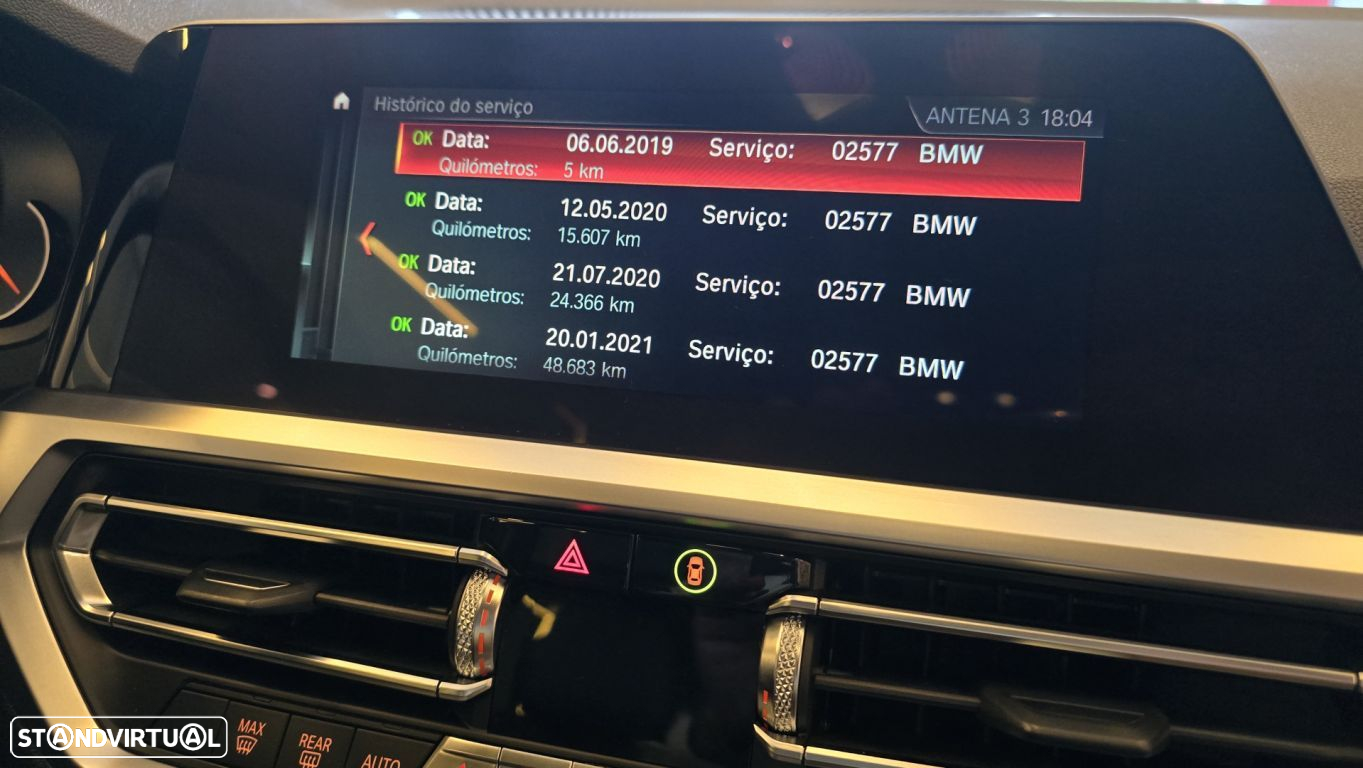 Histórico do serviço
ANTENA 3 18:04
OK Data: 06.06.2019 Serviço: 02577 BMW
Quilómetros: 5 km
OK Data: 12.05.2020 Serviço: 02577 BMW
Quilómetros: 15.607 km
OK Data: 21.07.2020 Serviço: 02577 BMW
Quilómetros: 24.366 km
OK Data: 20.01.2021 Serviço: 02577 BMW
Quilómetros: 48.683 km
MAX
REAR
AUTO
STANDVIRTUAL